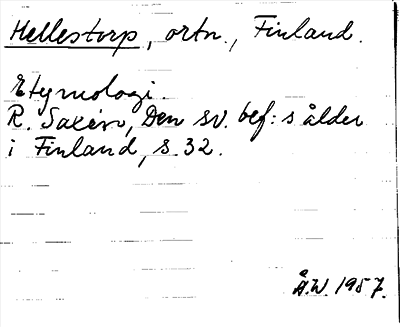 Hellestorp, ortn., Finland.
Etymologi.
R. Saxén, Den sv. bef:s ålder
i Finland, s. 32.
Å.W. 1957.